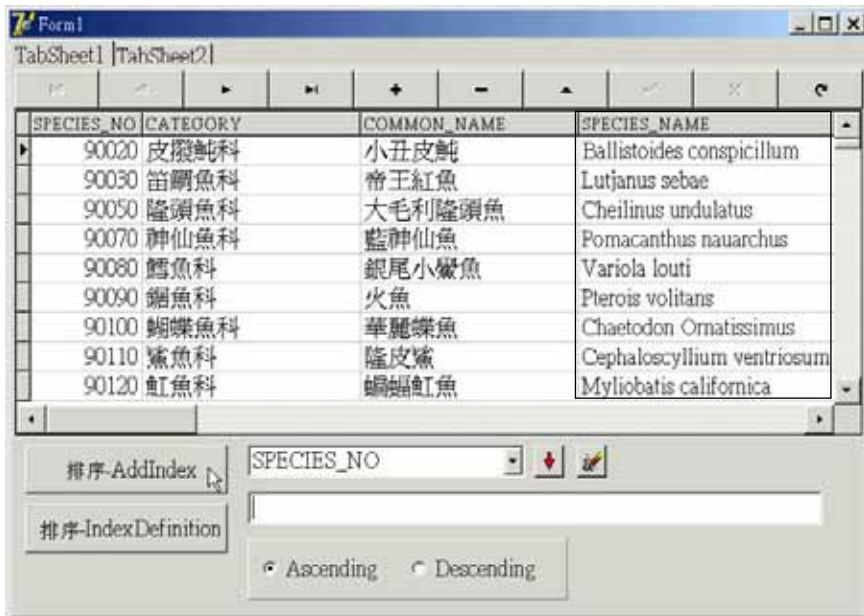 Form1
TabSheet1 TabSheet2
SPECIES_NO CATEGORY COMMON_NAME SPECIES_NAME
90020 皮撥魨科 小丑皮魨 Ballistoides conspicillum
90030 笛鯛魚科 帝王紅魚 Lutjanus sebae
90050 隆頭魚科 大毛利隆頭魚 Cheilinus undulatus
90070 神仙魚科 藍神仙魚 Pomacanthus nauarchus
90080 鱈魚科 銀尾小鱟魚 Variola louti
90090 鯝魚科 火魚 Pterois volitans
90100 蝴蝶魚科 華麗蝶魚 Chaetodon Ornatissimus
90110 鯊魚科 隆皮鯊 Cephaloscyllium ventriosum
90120 魟魚科 蝙蝠魟魚 Myliobatis californica
排序-AddIndex SPECIES_NO
排序-IndexDefinition
Ascending Descending